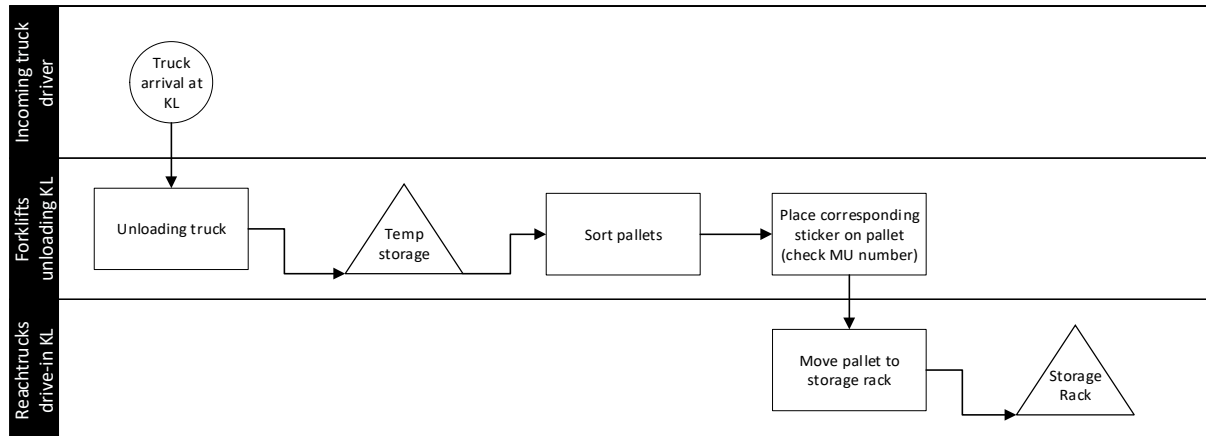 Incoming truck
driver
Truck
arrival at
KL
Forklifts
unloading KL
Unloading truck
Temp
storage
Sort pallets
Place corresponding
sticker on pallet
(check MU number)
Reachtrucks
drive-in KL
Move pallet to
storage rack
Storage
Rack